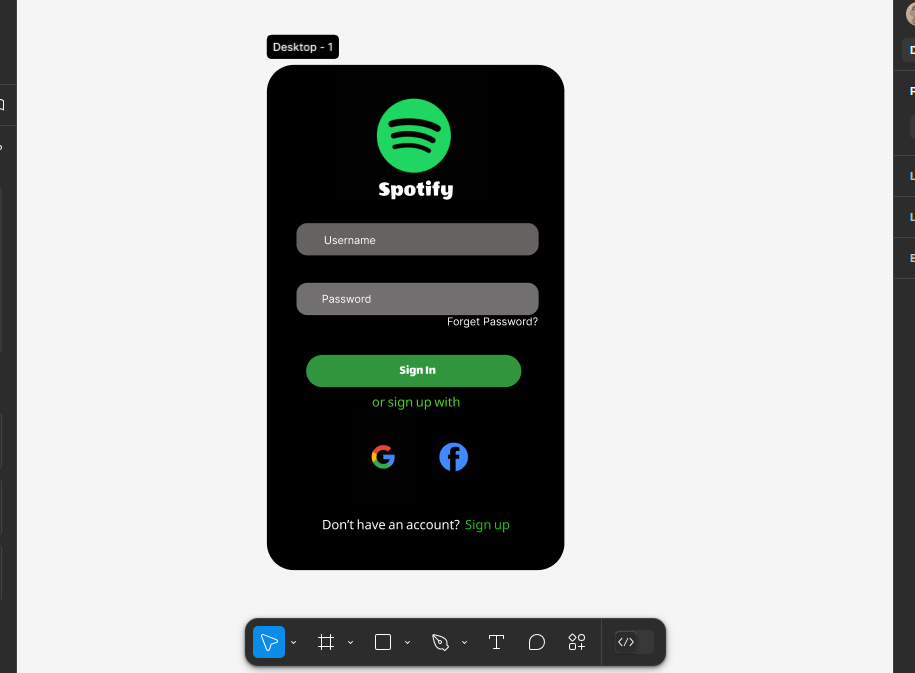 Desktop - 1
Spotify
Username
Password
Forget Password?
Sign In
or sign up with
Don't have an account? Sign up